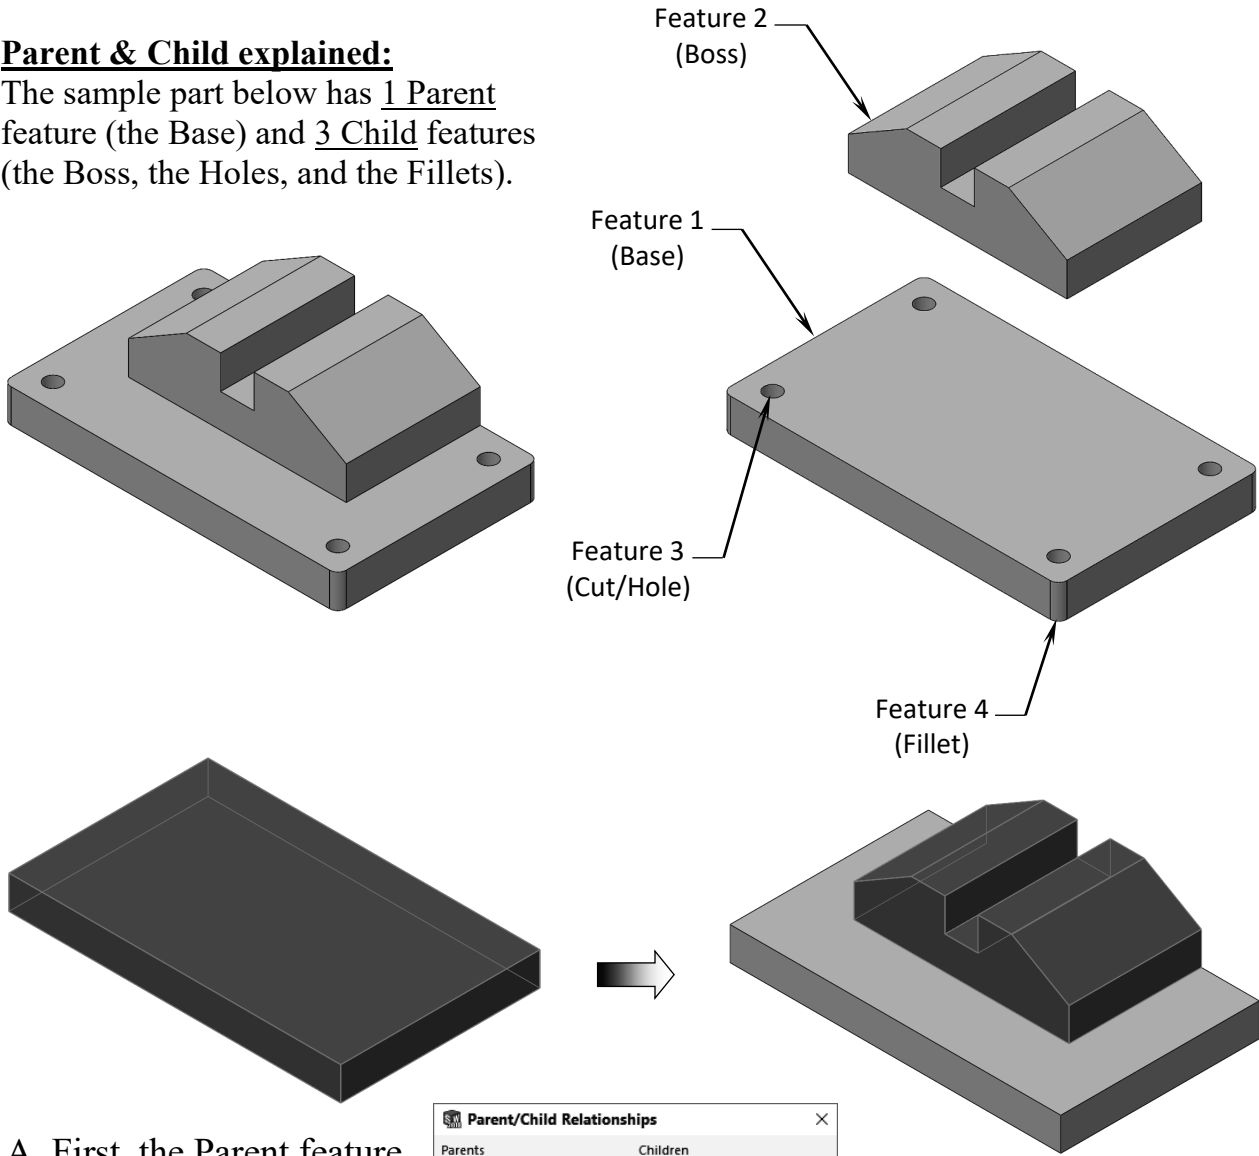 Parent & Child explained:
The sample part below has 1 Parent
feature (the Base) and 3 Child features
(the Boss, the Holes, and the Fillets).
Feature 2
(Boss)
Feature 1
(Base)
Feature 3
(Cut/Hole)
Feature 4
(Fillet)
A. First, the Parent feature
Parent/Child Relationships
Parents
Children